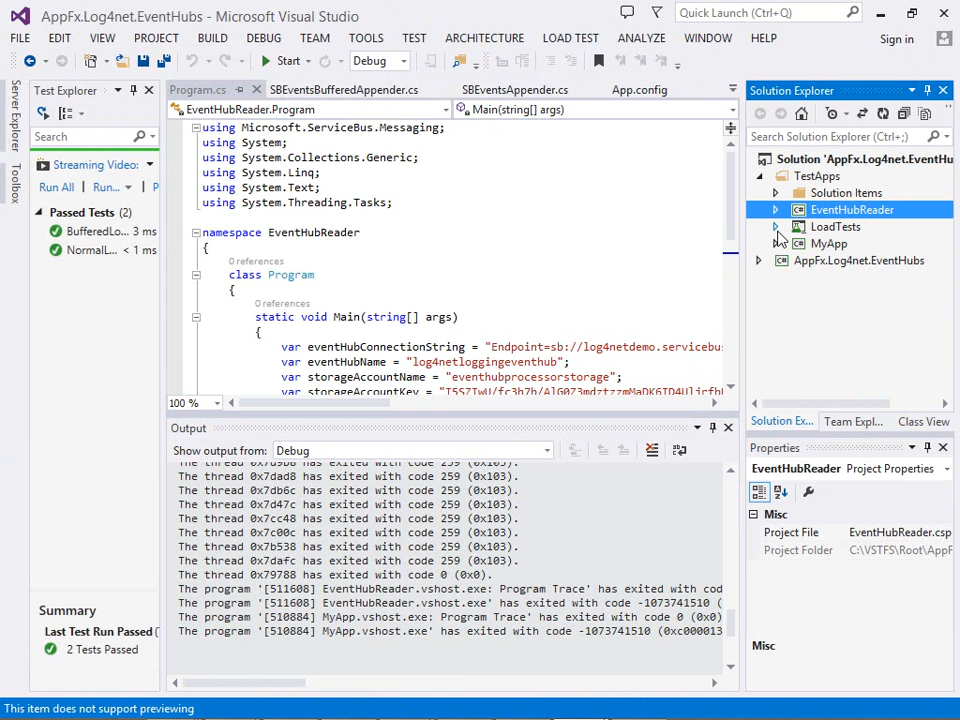 AppFx.Log4net.EventHubs - Microsoft Visual Studio
Quick Launch (Ctrl+Q)
FILE EDIT VIEW PROJECT BUILD DEBUG TEAM TOOLS TEST ARCHITECTURE LOAD TEST ANALYZE WINDOW HELP Sign in
Start Debug
Server Explorer
Toolbox
Test Explorer
Search
Streaming Video:
Run All Run... P
Passed Tests (2)
BufferedLo... 3 ms
NormalL... < 1 ms
Summary
Last Test Run Passed (
2 Tests Passed
Program.cs SBEventsBufferedAppender.cs SBEventsAppender.cs App.config
EventHubReader.Program Main(string[] args)
using Microsoft.ServiceBus.Messaging;
using System;
using System.Collections.Generic;
using System.Linq;
using System.Text;
using System.Threading.Tasks;
namespace EventHubReader
{
0 references
class Program
{
0 references
static void Main(string[] args)
{
var eventHubConnectionString = "Endpoint=sb://log4netdemo.servicebus
var eventHubName = "log4netloggingeventhub";
var storageAccountName = "eventhubprocessorstorage";
var storageAccountKey =
100 %
Output
Show output from: Debug
The thread has exited with code 259 (0x103).
The thread 0x7dad8 has exited with code 259 (0x103).
The thread 0x7db6c has exited with code 259 (0x103).
The thread 0x7d47c has exited with code 259 (0x103).
The thread 0x7cc48 has exited with code 259 (0x103).
The thread 0x7c00c has exited with code 259 (0x103).
The thread 0x7b538 has exited with code 259 (0x103).
The thread 0x7dafc has exited with code 259 (0x103).
The thread 0x79788 has exited with code 0 (0x0).
The program '[511608] EventHubReader.vshost.exe: Program Trace' has exited with cod
The program '[511608] EventHubReader.vshost.exe' has exited with code -1073741510 (
The program '[510884] MyApp.vshost.exe: Program Trace' has exited with code 0 (0x0)
The program '[510884] MyApp.vshost.exe' has exited with code -1073741510 (0xc000013
Solution Explorer
Search Solution Explorer (Ctrl+;)
Solution 'AppFx.Log4net.EventHu
TestApps
Solution Items
EventHubReader
LoadTests
MyApp
AppFx.Log4net.EventHubs
Solution Ex... Team Expl... Class View
Properties
EventHubReader Project Properties
Misc
Project File EventHubReader.csp
Project Folder C:\VSTFS\Root\AppF
Misc
This item does not support previewing